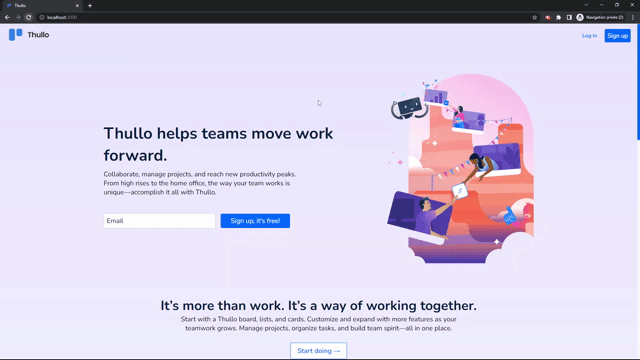 Thullo
localhost:3000
Navigation privée (2)
Thullo
Log in
Sign up
Thullo helps teams move work
forward.
Collaborate, manage projects, and reach new productivity peaks.
From high rises to the home office, the way your team works is
unique—accomplish it all with Thullo.
Email
Sign up, it's free!
It's more than work. It's a way of working together.
Start with a Thullo board, lists, and cards. Customize and expand with more features as your
teamwork grows. Manage projects, organize tasks, and build team spirit—all in one place.
Start doing →